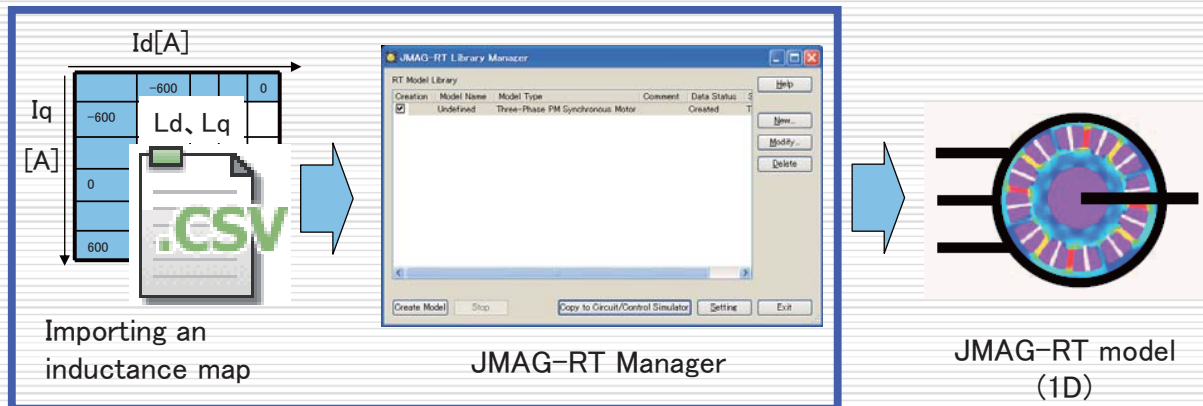 Id[A]
Iq
[A]
-600
0
-600
0
600
Ld、Lq
.CSV
Importing an
inductance map
JMAG-RT Library Manager
RT Model Library
Creation Model Name Model Type Comment Data Status S
Undefined Three-Phase PM Synchronous Motor Created T
Help
New...
Modify...
Delete
Create Model Stop Copy to Circuit/Control Simulator Setting Exit
JMAG-RT Manager
JMAG-RT model
(1D)